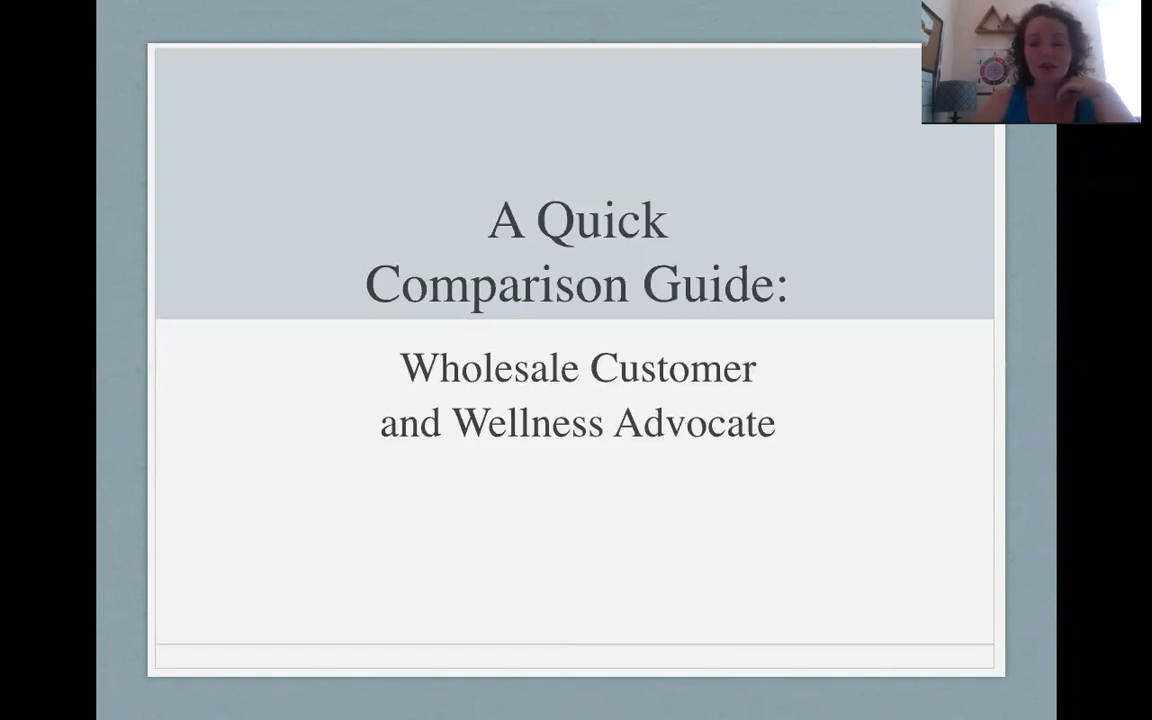 A Quick
Comparison Guide:
Wholesale Customer
and Wellness Advocate